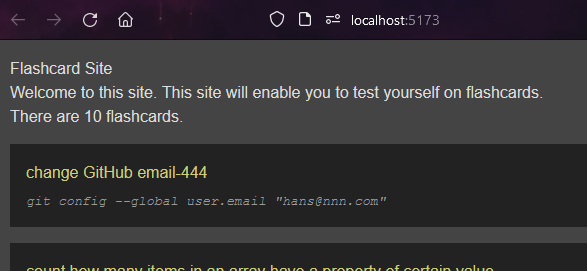 localhost:5173
Flashcard Site
Welcome to this site. This site will enable you to test yourself on flashcards.
There are 10 flashcards.
change GitHub email-444
git config --global user.email "hans@nnn.com"
count how many items in an array have a property of certain value